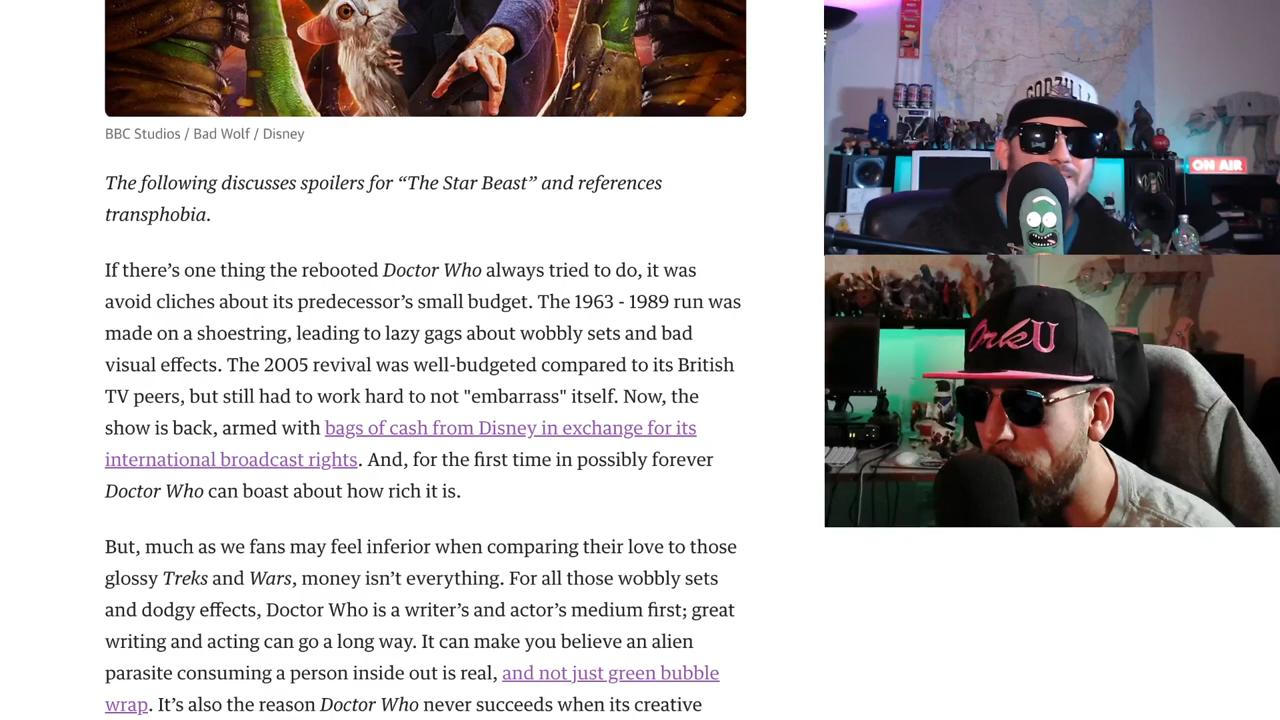 BBC Studios / Bad Wolf / Disney
The following discusses spoilers for “The Star Beast” and references
transphobia.
If there’s one thing the rebooted Doctor Who always tried to do, it was
avoid cliches about its predecessor’s small budget. The 1963 - 1989 run was
made on a shoestring, leading to lazy gags about wobbly sets and bad
visual effects. The 2005 revival was well-budgeted compared to its British
TV peers, but still had to work hard to not "embarrass" itself. Now, the
show is back, armed with bags of cash from Disney in exchange for its
international broadcast rights. And, for the first time in possibly forever
Doctor Who can boast about how rich it is.
But, much as we fans may feel inferior when comparing their love to those
glossy Treks and Wars, money isn’t everything. For all those wobbly sets
and dodgy effects, Doctor Who is a writer’s and actor’s medium first; great
writing and acting can go a long way. It can make you believe an alien
parasite consuming a person inside out is real, and not just green bubble
wrap. It’s also the reason Doctor Who never succeeds when its creative
GODZILLA
ON AIR
OrkU